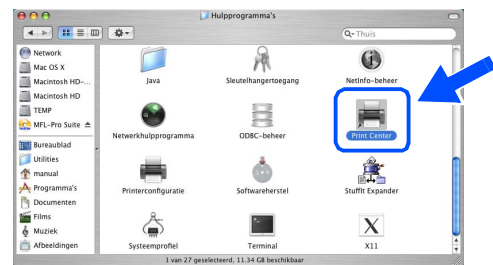 Hulpprogramma's
Thuis
Network
Mac OS X
Macintosh HD-...
Macintosh HD
TEMP
MFL-Pro Suite
Bureaublad
Utilities
manual
Programma's
Documenten
Films
Muziek
Afbeeldingen
Java
Sleutelhangertoegang
NetInfo-beheer
Netwerkhulpprogramma
ODBC-beheer
Print Center
Printerconfiguratie
Softwareherstel
StuffIt Expander
Systeemprofiel
Terminal
X11
1 van 27 geselecteerd, 11.34 GB beschikbaar